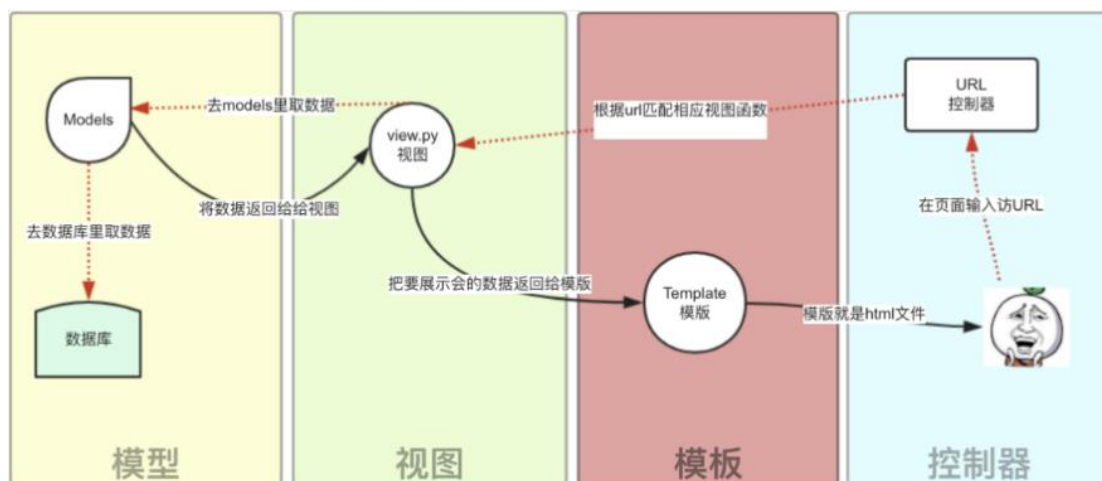 Models
去models里取数据
view.py
视图
根据url匹配相应视图函数
URL
控制器
将数据返回给给视图
去数据库里取数据
在页面输入访URL
把要展示会的数据返回给模版
Template
模版
模版就是html文件
数据库
模型
视图
模板
控制器